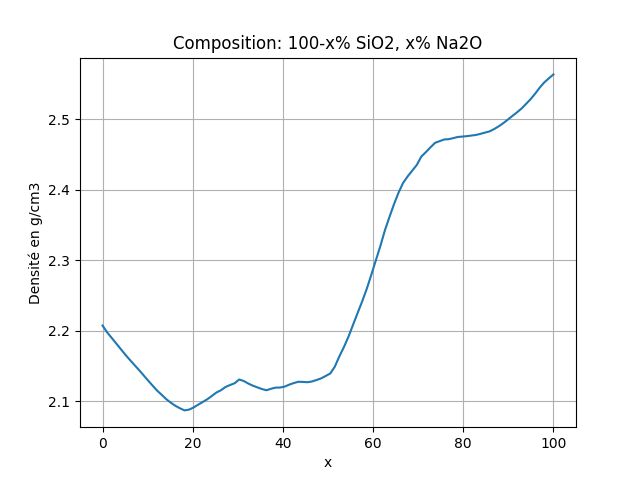 Composition: 100-x% SiO2, x% Na2O
Densité en g/cm3
2.5
2.4
2.3
2.2
2.1
0 20 40 60 80 100
x